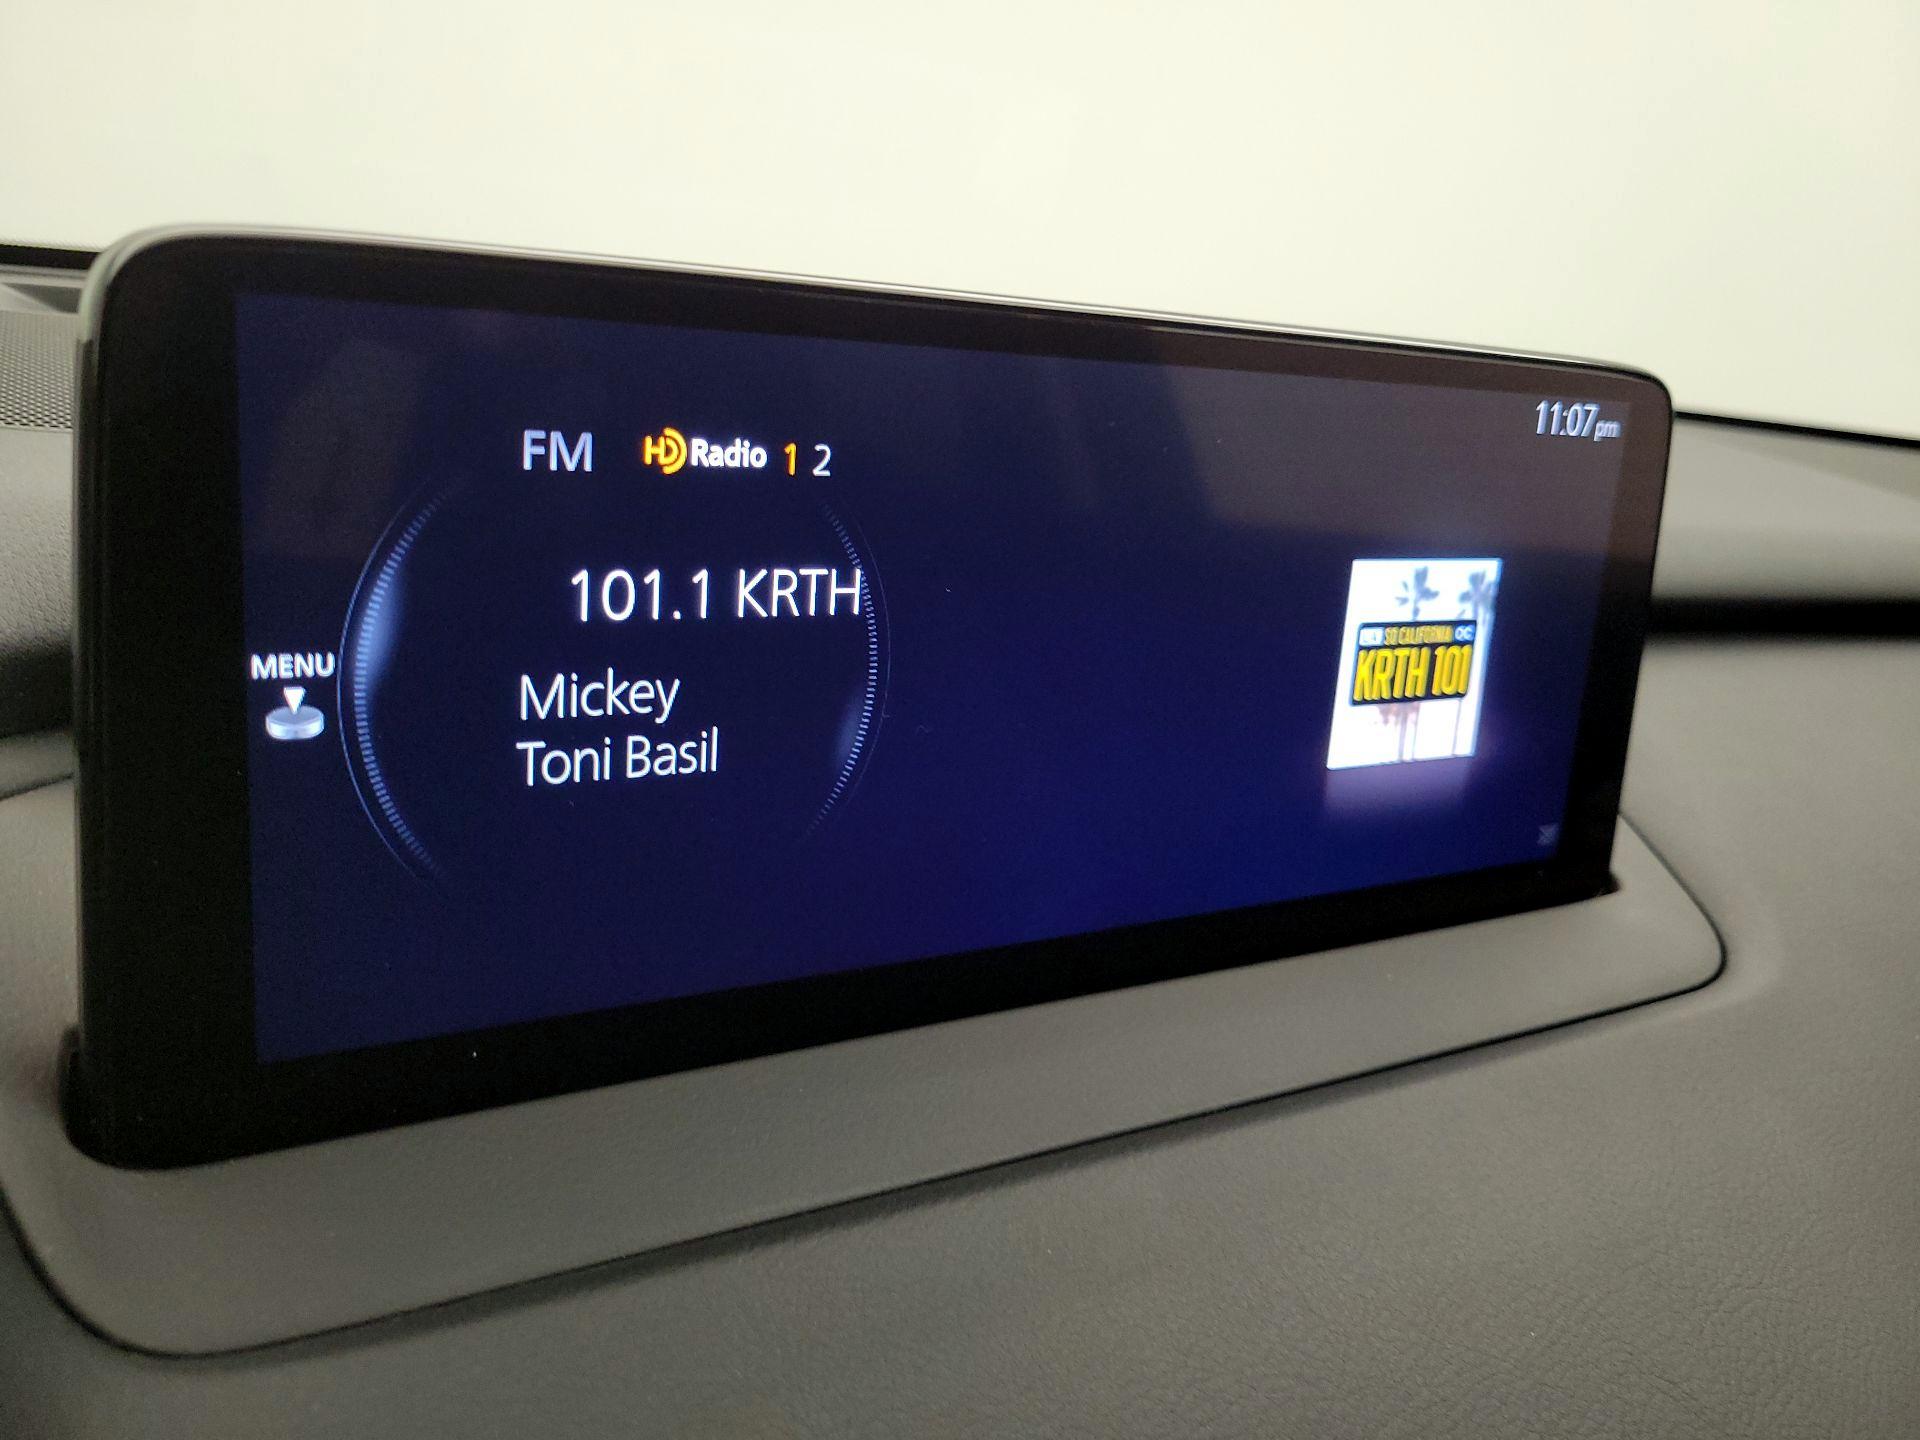 11:07pm
FM HD Radio 1 2
101.1 KRTH
MENU
Mickey
Toni Basil
SO CALIFORNIA OC
KRTH 101